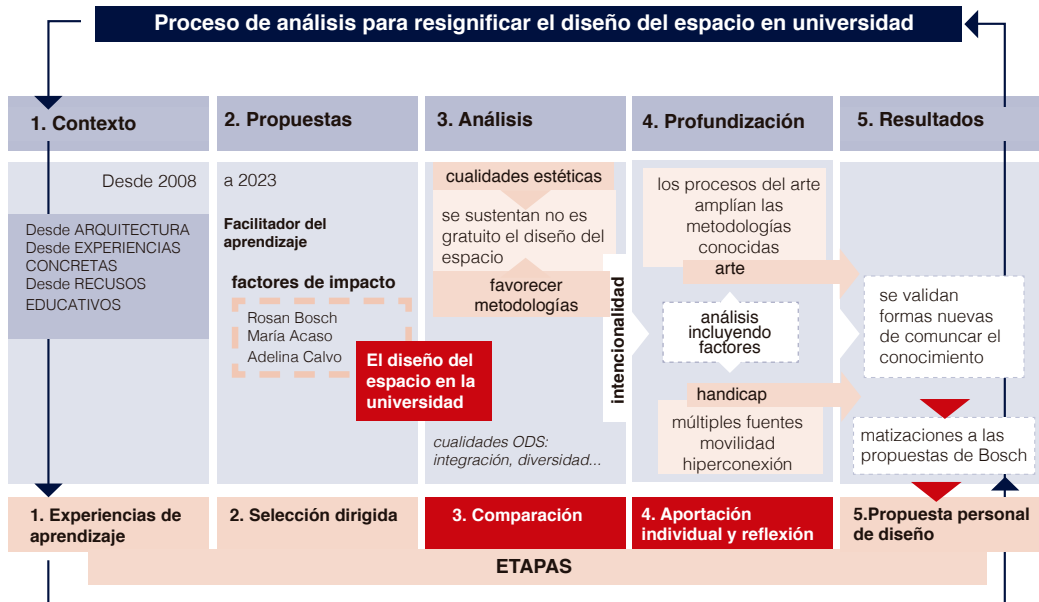 Proceso de análisis para resignificar el diseño del espacio en universidad
1. Contexto
2. Propuestas
3. Análisis
4. Profundización
5. Resultados
Desde 2008
a 2023
Desde ARQUITECTURA
Desde EXPERIENCIAS
CONCRETAS
Desde RECUSOS
EDUCATIVOS
Facilitador del
aprendizaje
factores de impacto
Rosan Bosch
María Acaso
Adelina Calvo
El diseño del
espacio en la
universidad
cualidades estéticas
se sustentan no es
gratuito el diseño del
espacio
favorecer
metodologías
cualidades ODS:
integración, diversidad...
intencionalidad
los procesos del arte
amplían las
metodologías
conocidas
arte
análisis
incluyendo
factores
handicap
múltiples fuentes
movilidad
hiperconexión
se validan
formas nuevas
de comuncar el
conocimiento
matizaciones a las
propuestas de Bosch
1. Experiencias de
aprendizaje
2. Selección dirigida
3. Comparación
4. Aportación
individual y reflexión
5.Propuesta personal
de diseño
ETAPAS